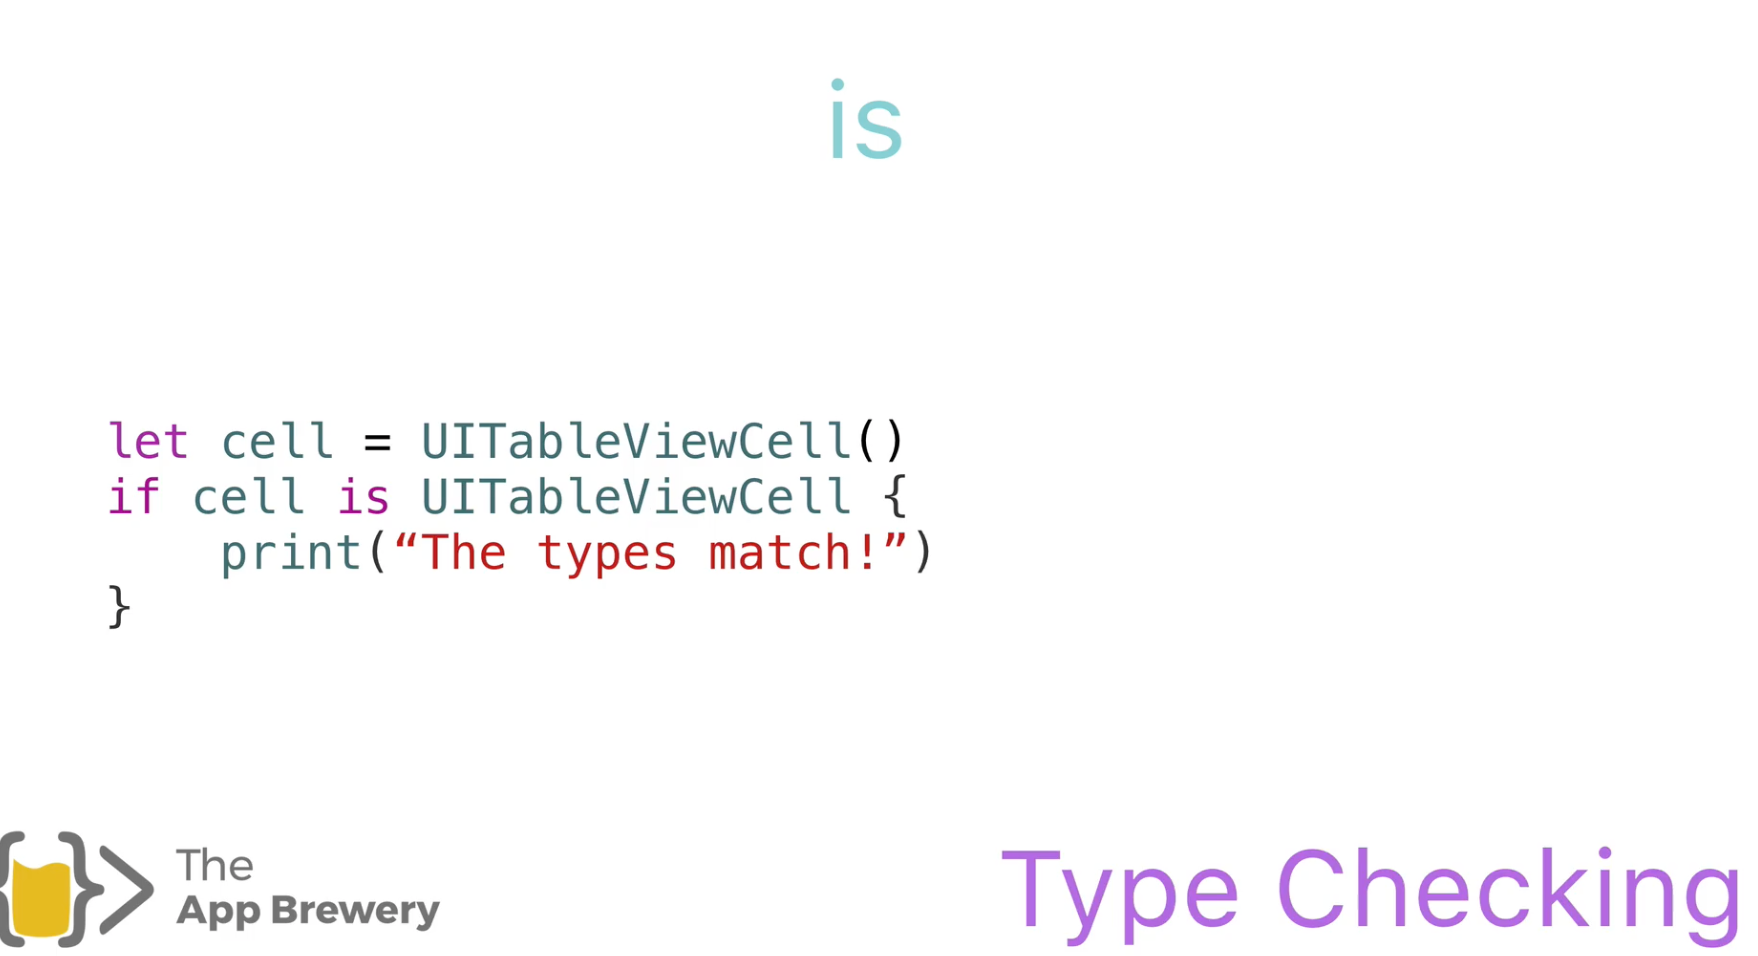 is
let cell = UITableViewCell()
if cell is UITableViewCell {
    print(“The types match!”)
}
The
App Brewery
Type Checking